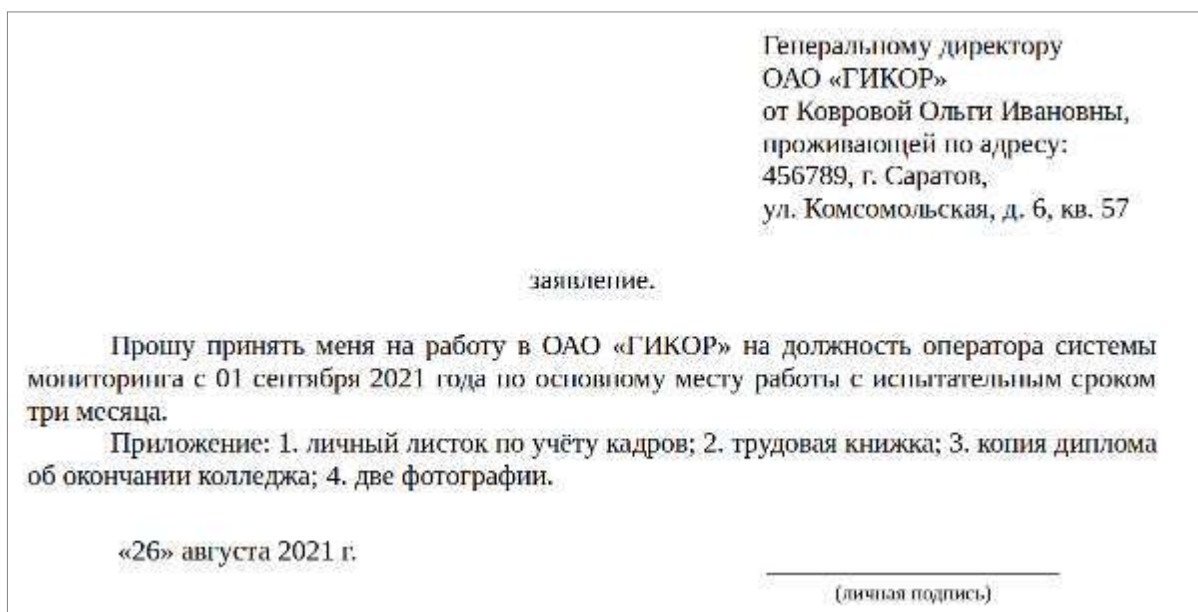 Генеральному директору
ОАО «ГИКОР»
от Ковровой Ольги Ивановны,
проживающей по адресу:
456789, г. Саратов,
ул. Комсомольская, д. 6, кв. 57
заявление.
Прошу принять меня на работу в ОАО «ГИКОР» на должность оператора системы
мониторинга с 01 сентября 2021 года по основному месту работы с испытательным сроком
три месяца.
Приложение: 1. личный листок по учёту кадров; 2. трудовая книжка; 3. копия диплома
об окончании колледжа; 4. две фотографии.
«26» августа 2021 г.
(личная подпись)